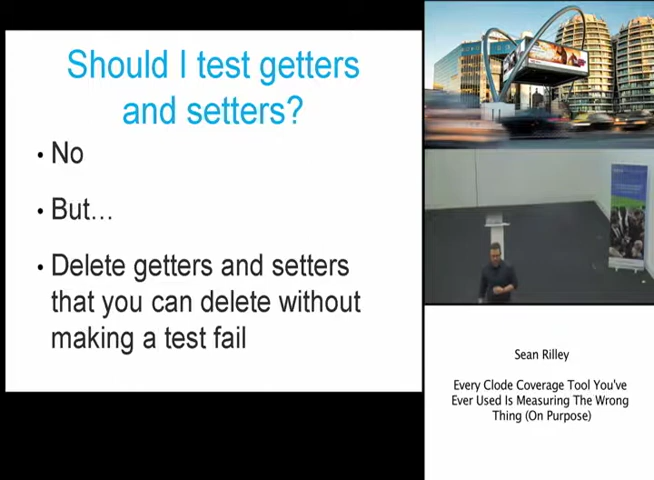 Should I test getters
and setters?
• No
• But...
• Delete getters and setters
that you can delete without
making a test fail
Sean Rilley
Every Clode Coverage Tool You've
Ever Used Is Measuring The Wrong
Thing (On Purpose)